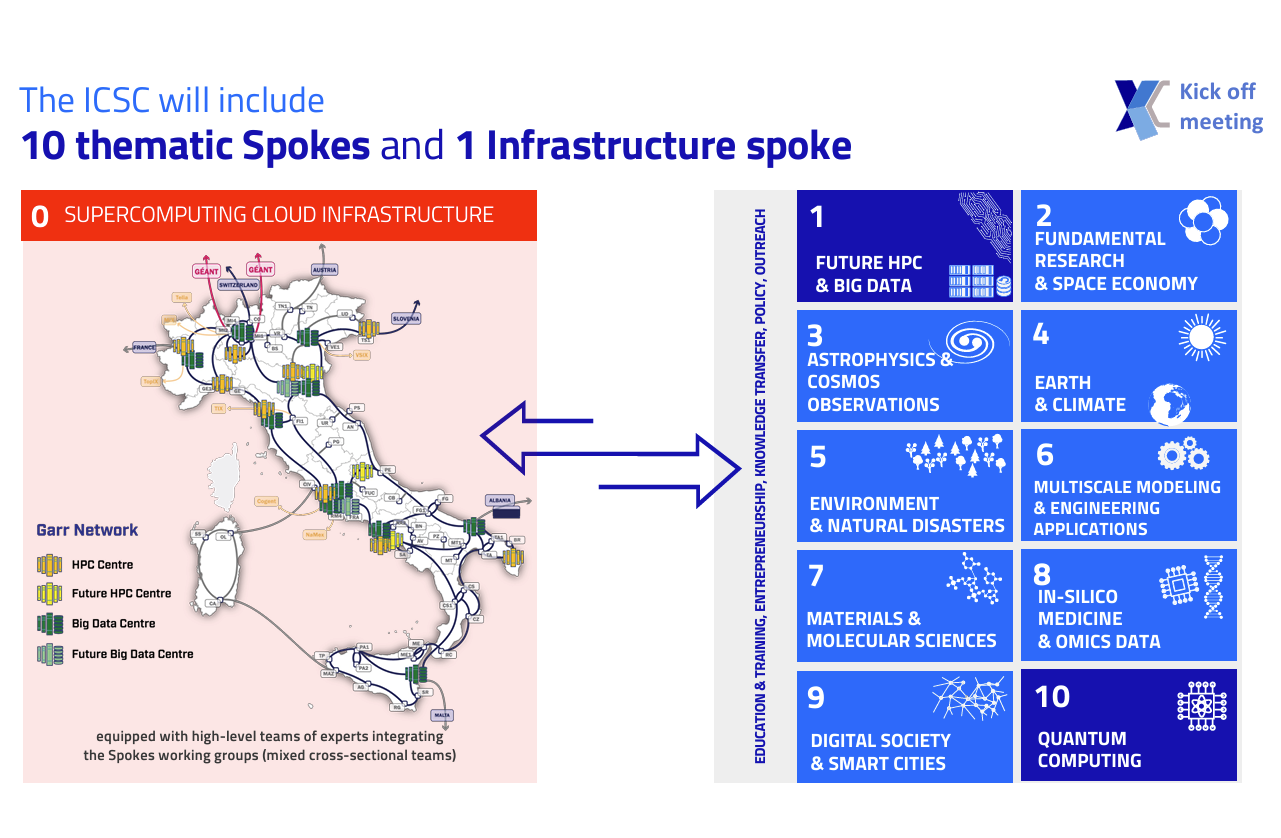 The ICSC will include
10 thematic Spokes and 1 Infrastructure spoke
Kick off
meeting
0 SUPERCOMPUTING CLOUD INFRASTRUCTURE
GÉANT
GÉANT
AUSTRIA
SWITZERLAND
SLOVENIA
FRANCE
VSIX
TopIX
TIX
ALBANIA
NaMex
MALTA
Garr Network
HPC Centre
Future HPC Centre
Big Data Centre
Future Big Data Centre
equipped with high-level teams of experts integrating
the Spokes working groups (mixed cross-sectional teams)
EDUCATION & TRAINING, ENTREPRENEURSHIP, KNOWLEDGE TRANSFER, POLICY, OUTREACH
1
FUTURE HPC
& BIG DATA
2
FUNDAMENTAL
RESEARCH
& SPACE ECONOMY
3
ASTROPHYSICS &
COSMOS
OBSERVATIONS
4
EARTH
& CLIMATE
5
ENVIRONMENT
& NATURAL DISASTERS
6
MULTISCALE MODELING
& ENGINEERING
APPLICATIONS
7
MATERIALS &
MOLECULAR SCIENCES
8
IN-SILICO
MEDICINE
& OMICS DATA
9
DIGITAL SOCIETY
& SMART CITIES
10
QUANTUM
COMPUTING